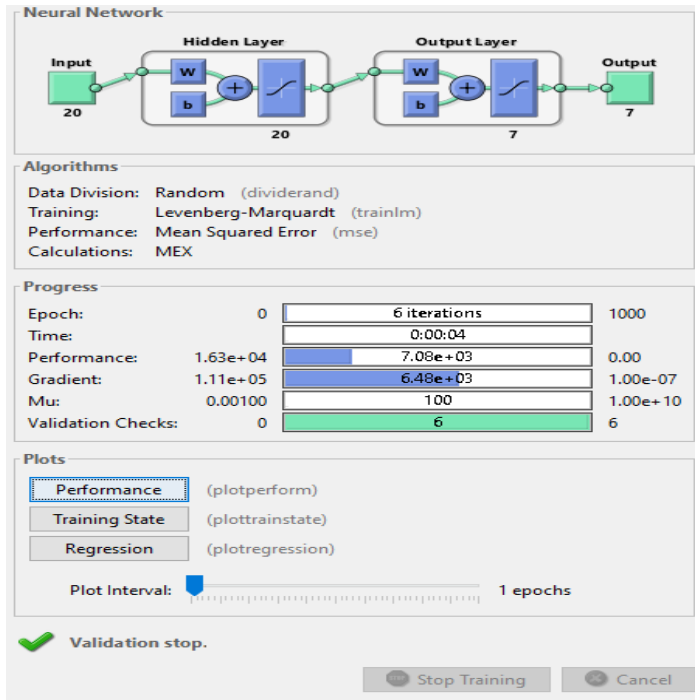 Neural Network
Hidden Layer Output Layer
Input Output
W W
b b
+ +
20 7
20 7
Algorithms
Data Division: Random (dividerand)
Training: Levenberg-Marquardt (trainlm)
Performance: Mean Squared Error (mse)
Calculations: MEX
Progress
Epoch: 0 6 iterations 1000
Time: 0:00:04
Performance: 1.63e+04 7.08e+03 0.00
Gradient: 1.11e+05 6.48e+03 1.00e-07
Mu: 0.00100 100 1.00e+10
Validation Checks: 0 6 6
Plots
Performance (plotperform)
Training State (plottrainstate)
Regression (plotregression)
Plot Interval: 1 epochs
Validation stop.
Stop Training Cancel